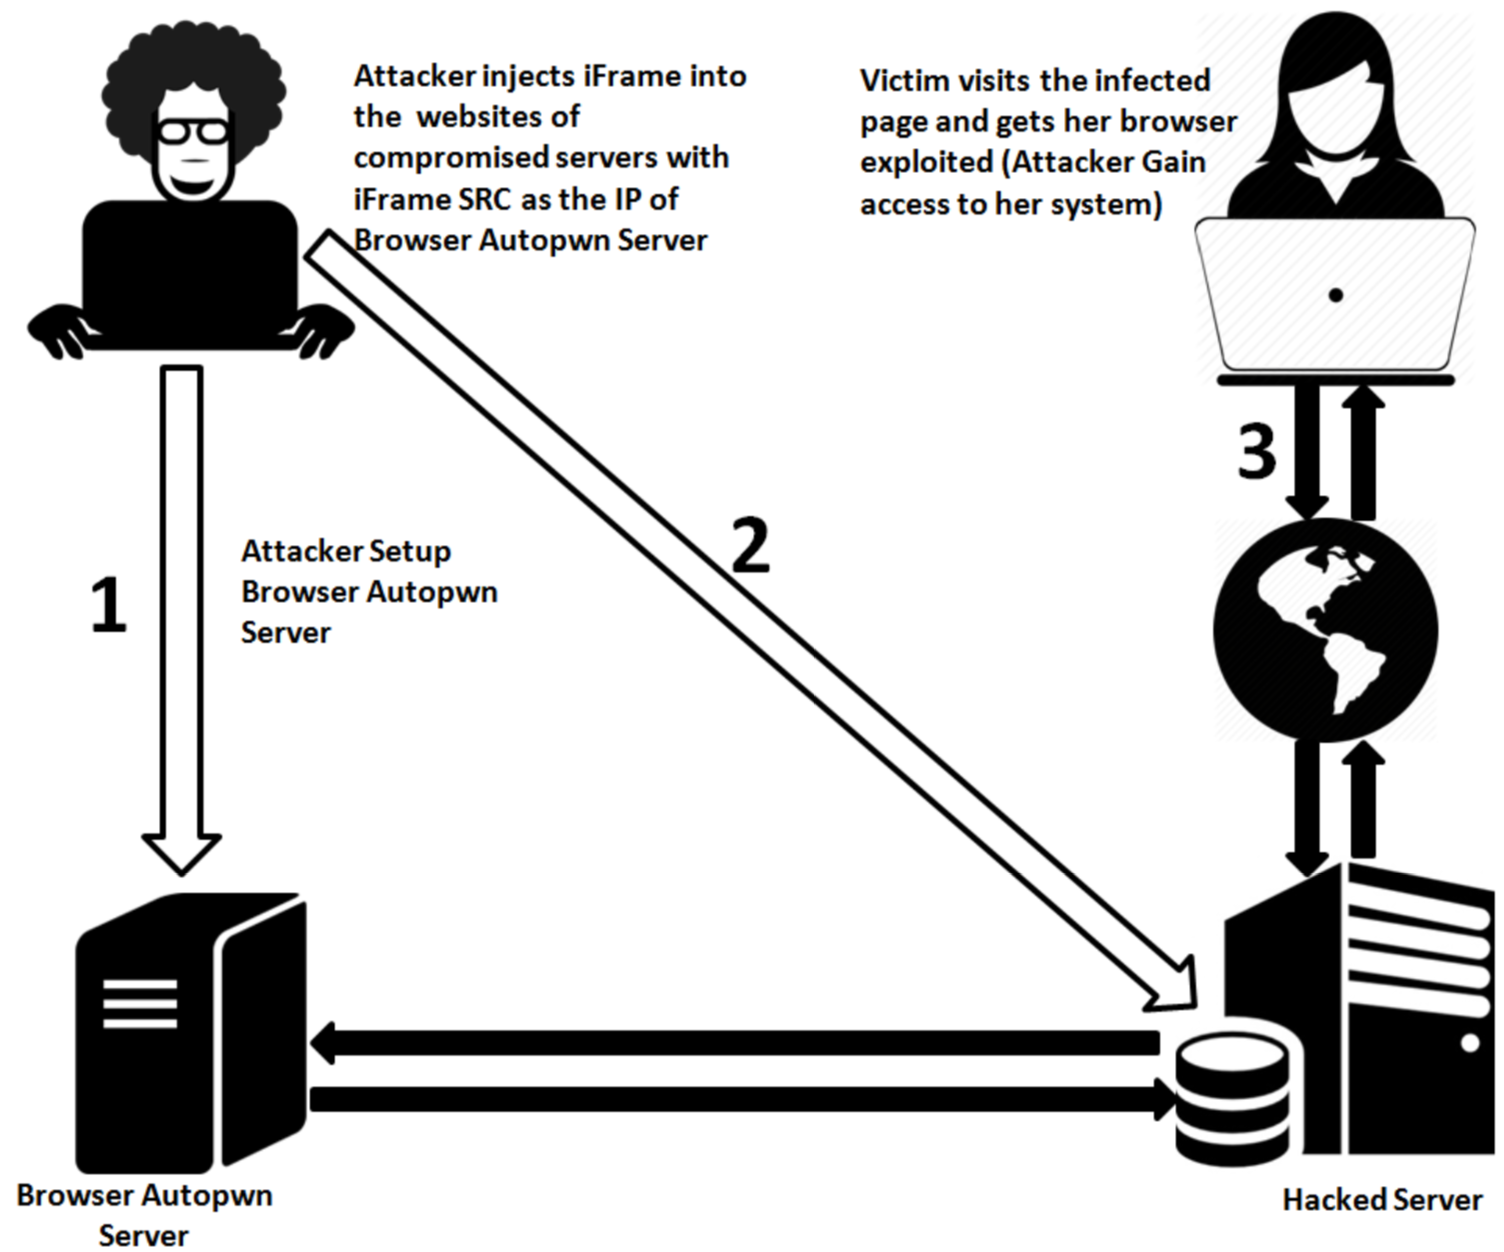 Attacker injects iFrame into
the websites of
compromised servers with
iFrame SRC as the IP of
Browser Autopwn Server
Victim visits the infected
page and gets her browser
exploited (Attacker Gain
access to her system)
3
2
1
Attacker Setup
Browser Autopwn
Server
Browser Autopwn
Server
Hacked Server